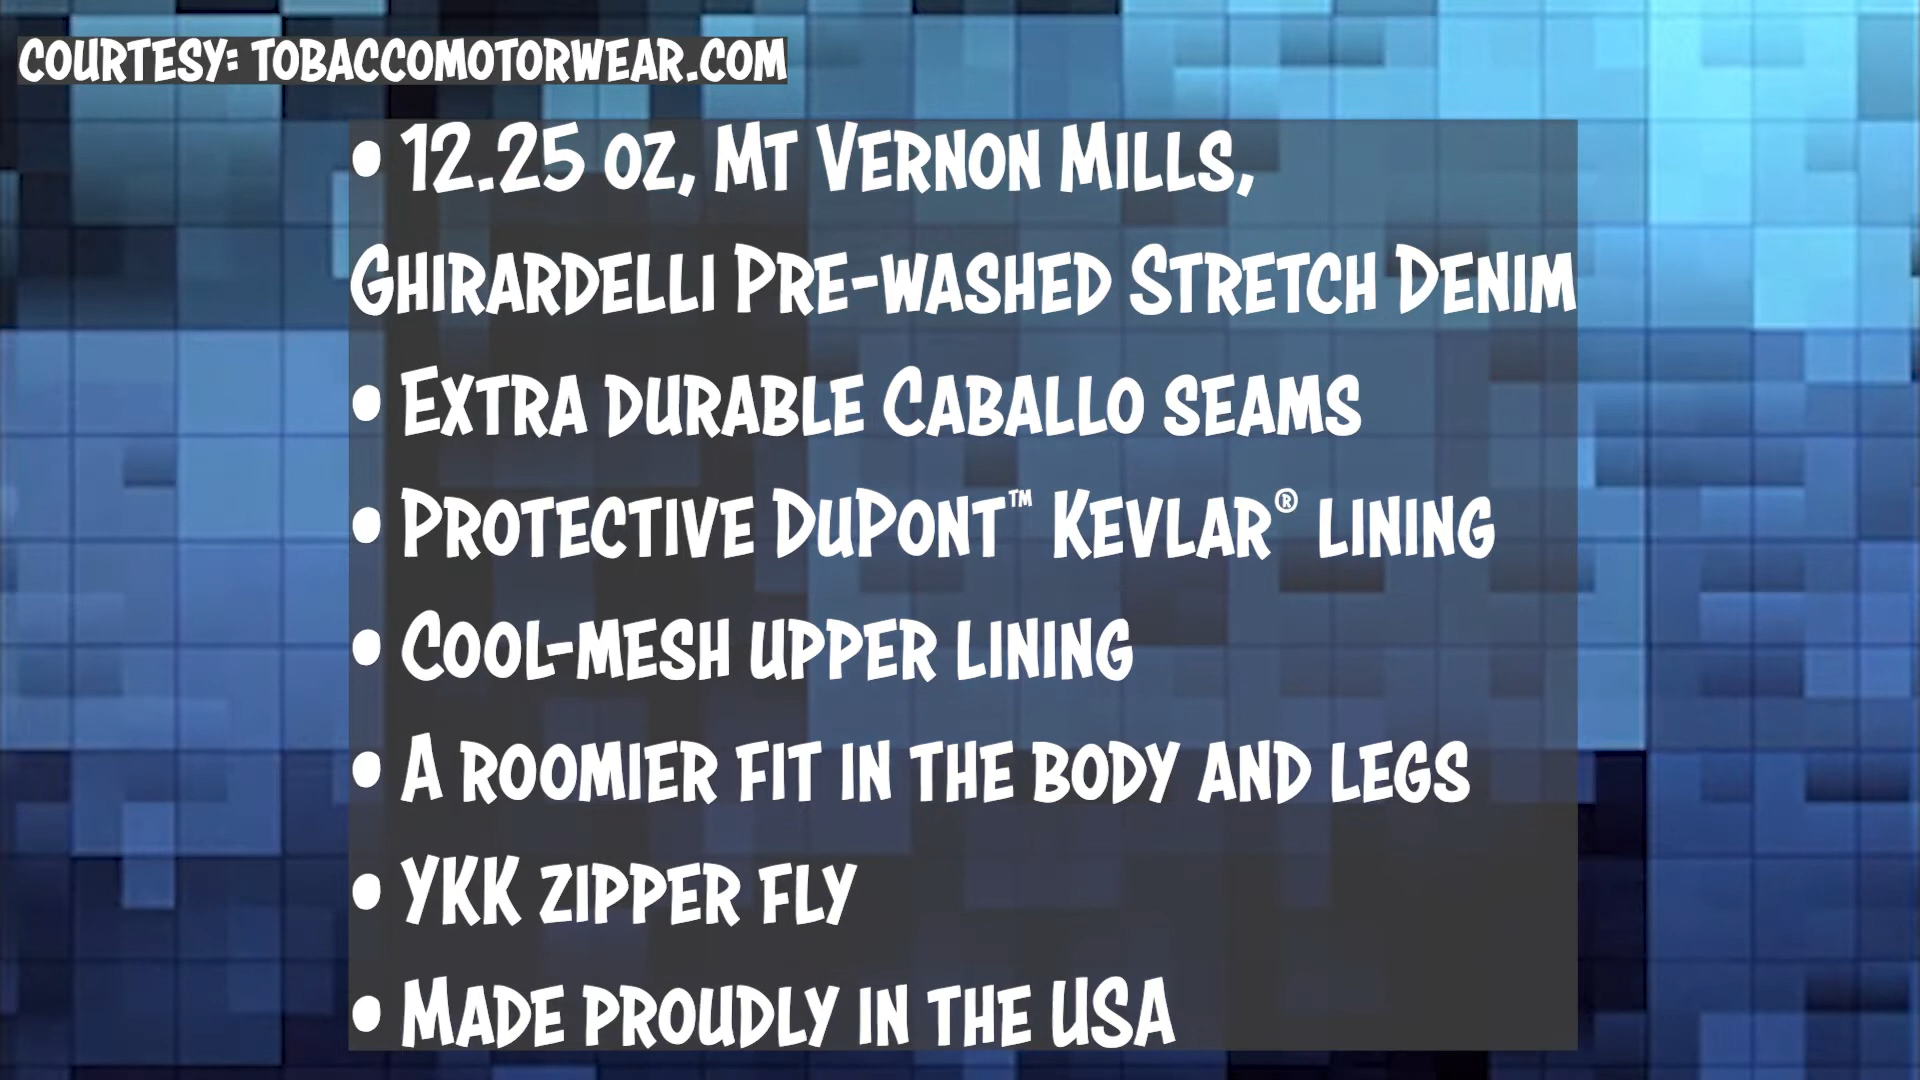 COURTESY: TOBACCOMOTORWEAR.COM
• 12.25 oz, Mt Vernon Mills,
Ghirardelli Pre-washed Stretch Denim
• Extra durable Caballo seams
• Protective DuPont™ Kevlar® lining
• Cool-mesh upper lining
• A roomier fit in the body and legs
• YKK zipper fly
• Made proudly in the USA